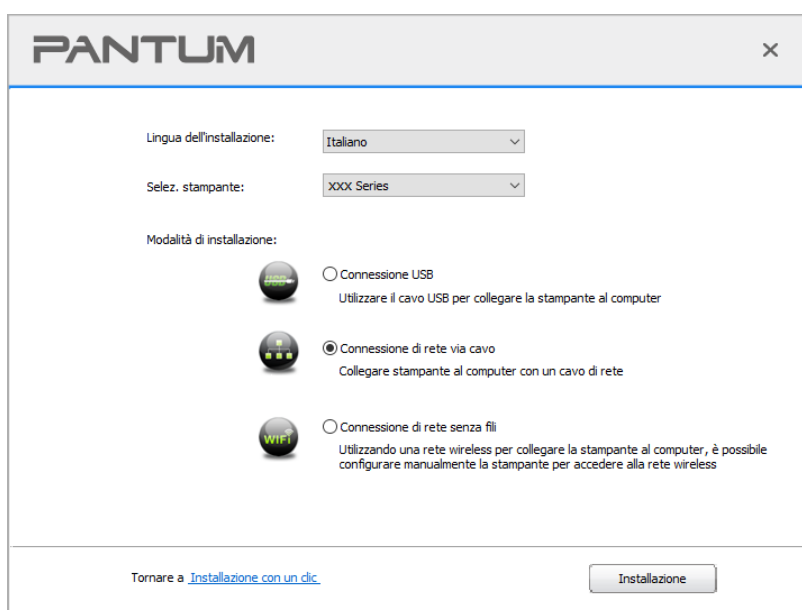 PANTUM
Lingua dell'installazione:
Italiano
Selez. stampante:
XXX Series
Modalità di installazione:
USB
Connessione USB
Utilizzare il cavo USB per collegare la stampante al computer
Connessione di rete via cavo
Collegare stampante al computer con un cavo di rete
WIFI
Connessione di rete senza fili
Utilizzando una rete wireless per collegare la stampante al computer, è possibile
configurare manualmente la stampante per accedere alla rete wireless
Tornare a Installazione con un clic
Installazione